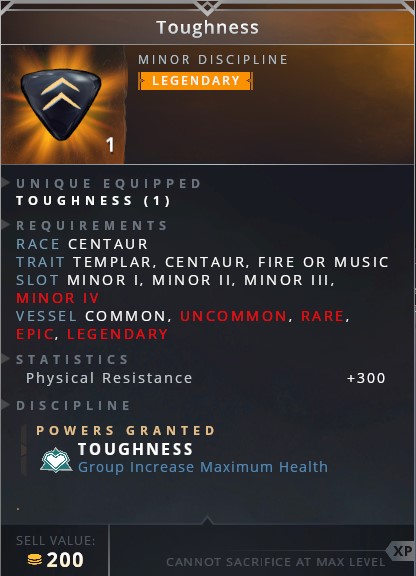 Toughness
MINOR DISCIPLINE
LEGENDARY
1
UNIQUE EQUIPPED
TOUGHNESS (1)
REQUIREMENTS
RACE CENTAUR
TRAIT TEMPLAR, CENTAUR, FIRE OR MUSIC
SLOT MINOR I, MINOR II, MINOR III,
MINOR IV
VESSEL COMMON, UNCOMMON, RARE,
EPIC, LEGENDARY
STATISTICS
Physical Resistance +300
DISCIPLINE
POWERS GRANTED
TOUGHNESS
Group Increase Maximum Health
.
SELL VALUE:
200
XP
CANNOT SACRIFICE AT MAX LEVEL